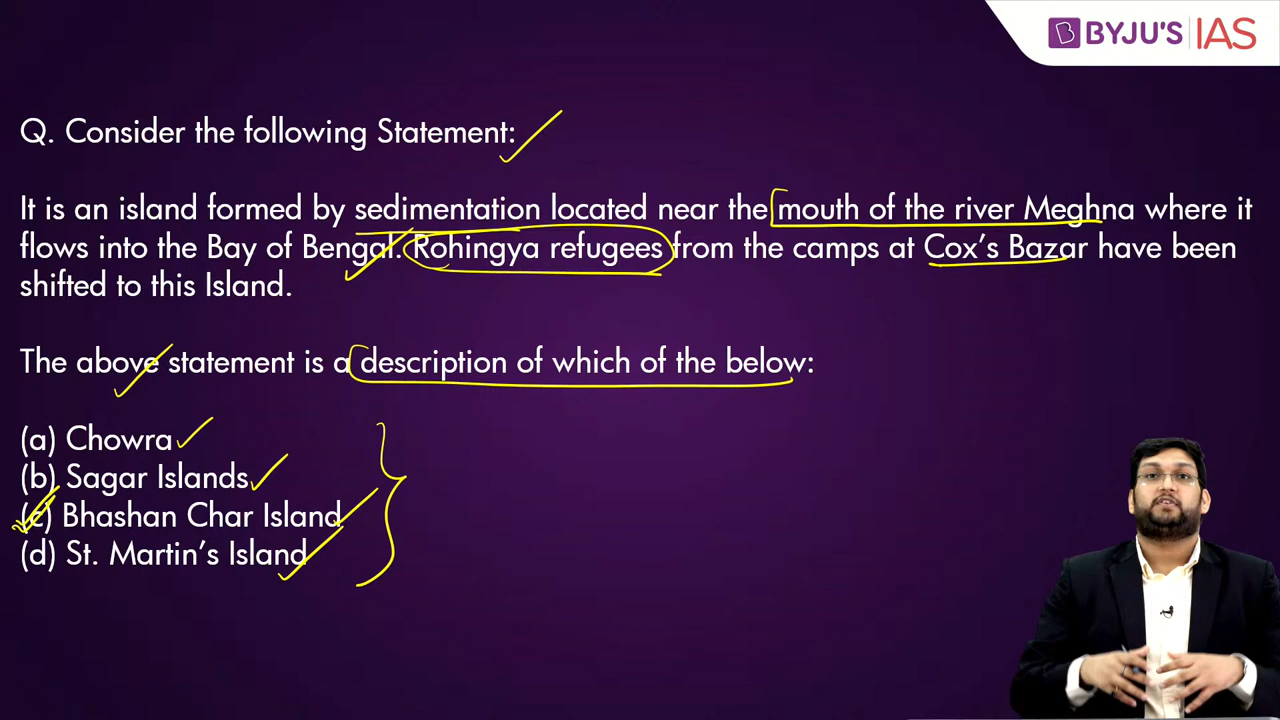 BYJU'S IAS
Q. Consider the following Statement:
It is an island formed by sedimentation located near the mouth of the river Meghna where it
flows into the Bay of Bengal. Rohingya refugees from the camps at Cox's Bazar have been
shifted to this Island.
The above statement is a description of which of the below:
(a) Chowra
(b) Sagar Islands
(c) Bhashan Char Island
(d) St. Martin's Island